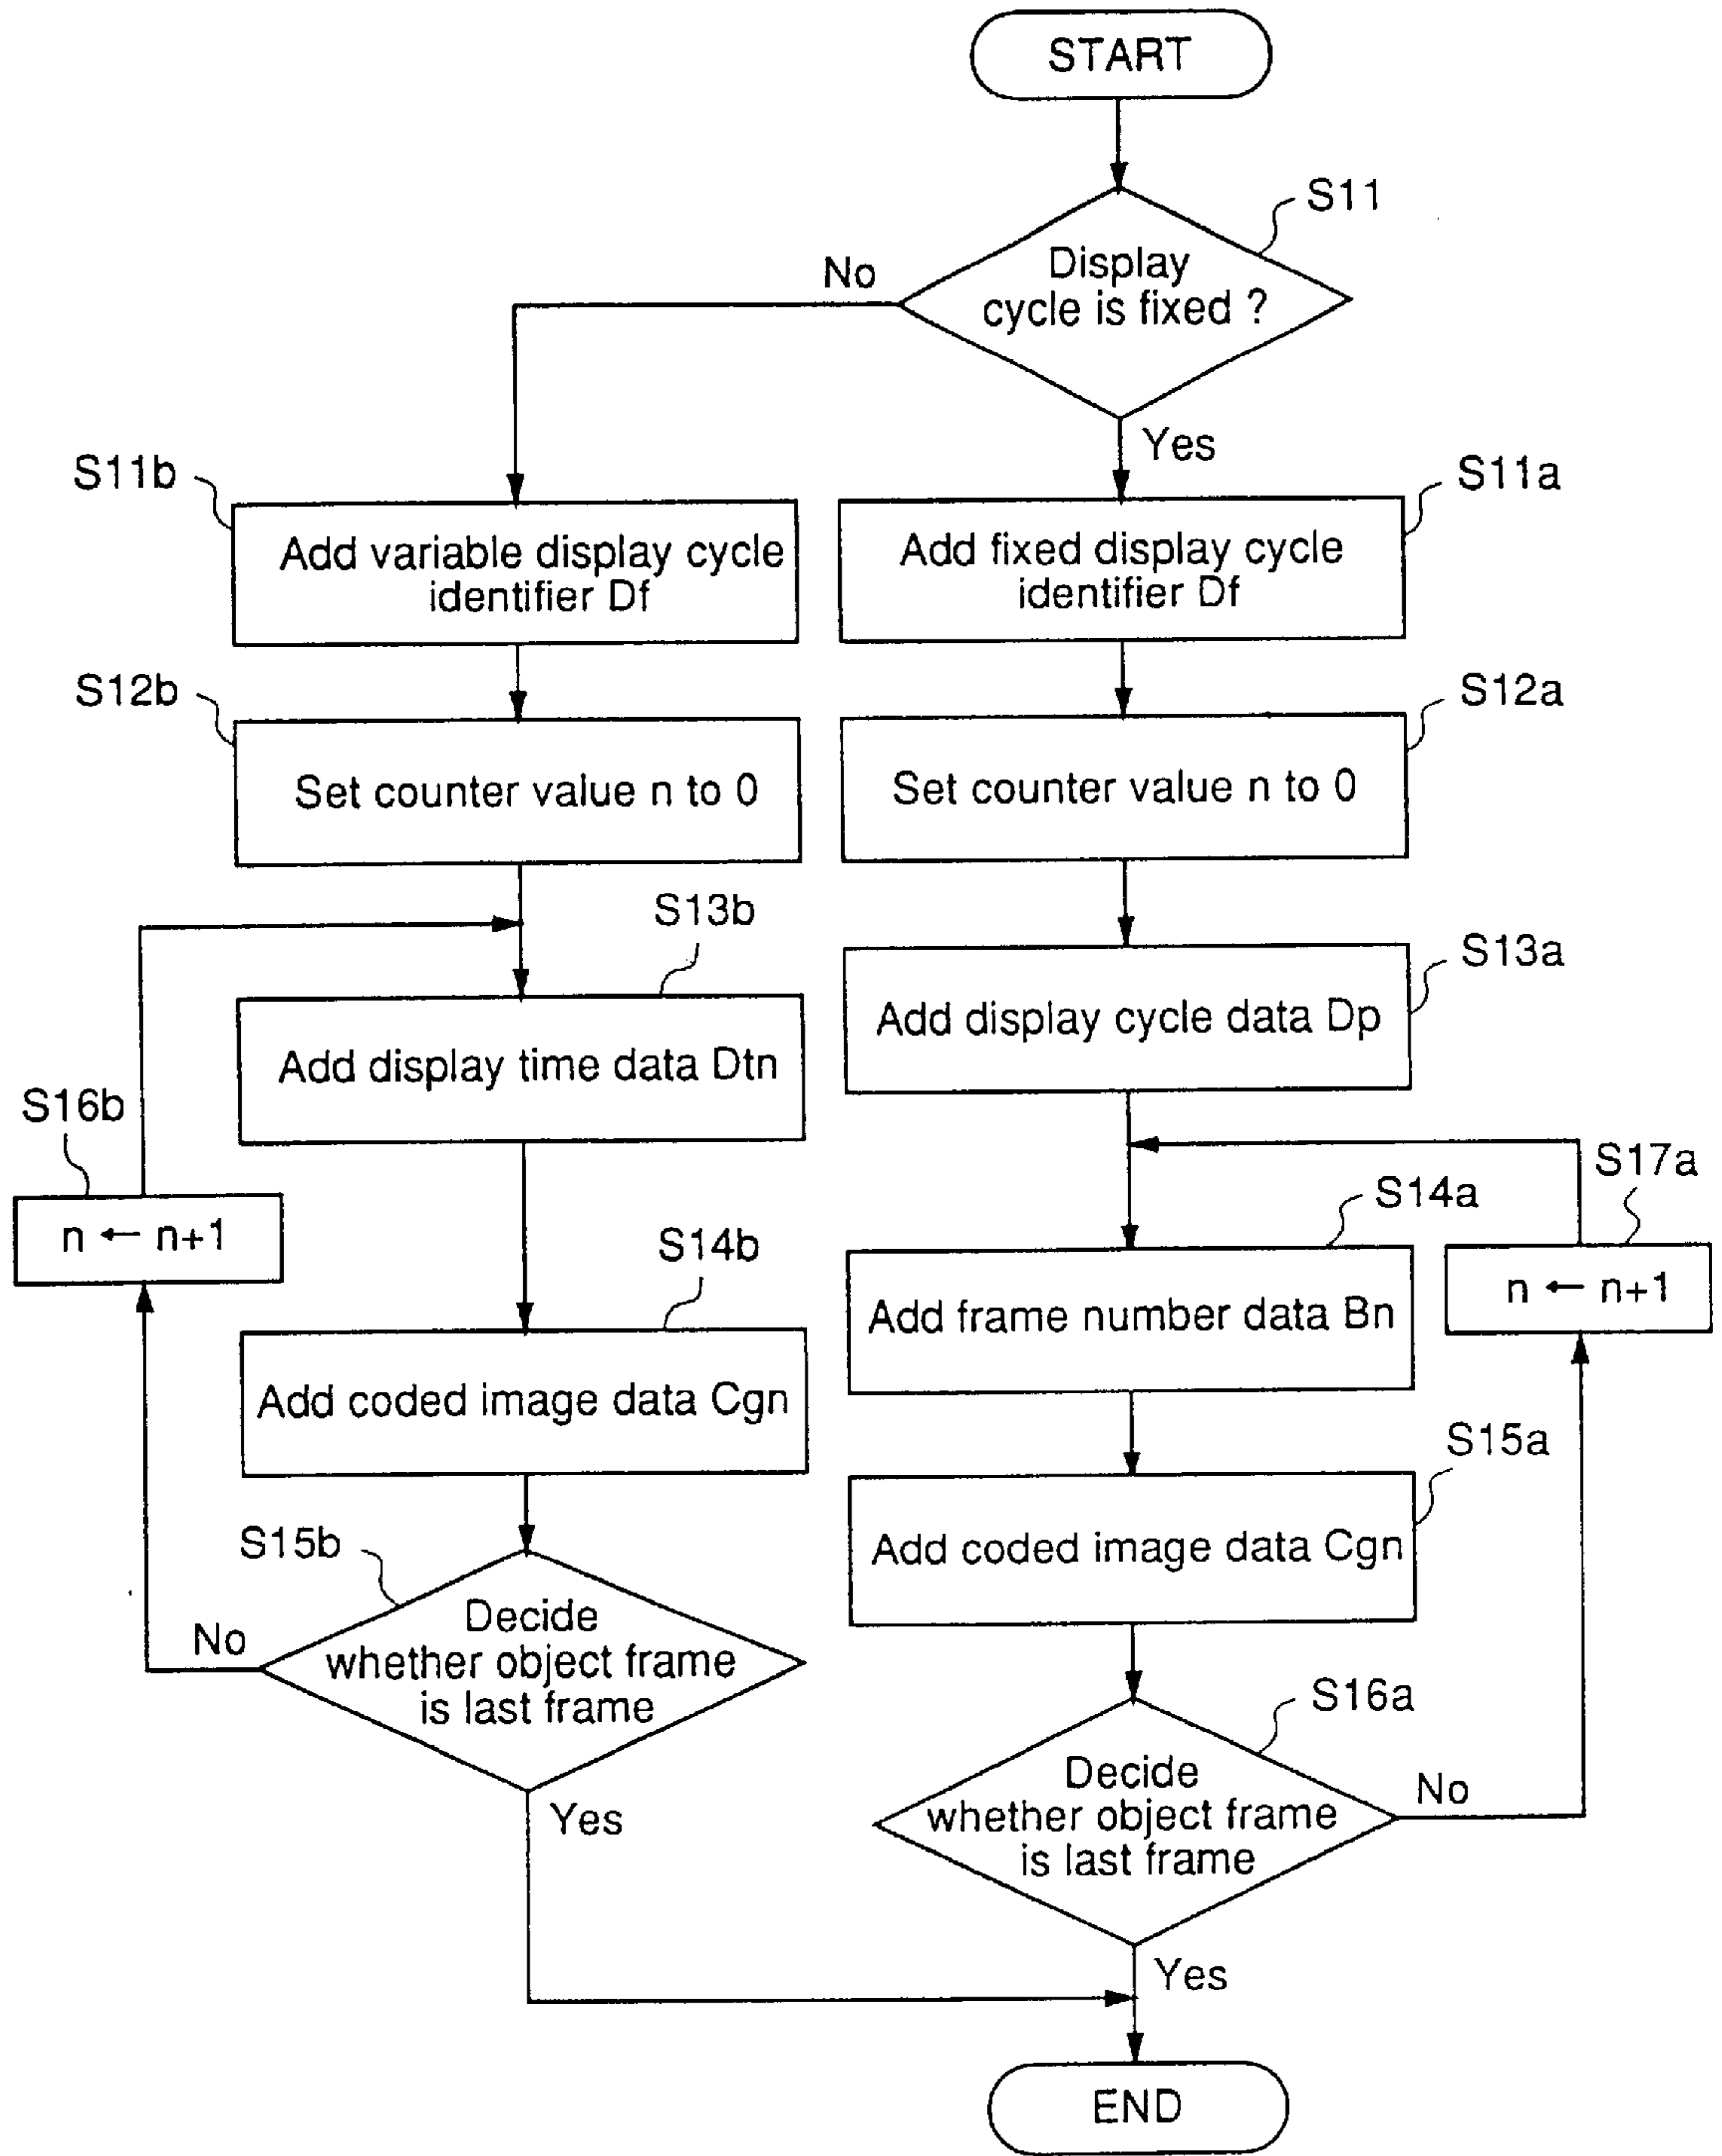 START
S11
Display
cycle is fixed ?
No
Yes
S11b
S11a
Add variable display cycle
identifier Df
Add fixed display cycle
identifier Df
S12b
S12a
Set counter value n to 0
Set counter value n to 0
S13b
S13a
Add display cycle data Dp
Add display time data Dtn
S16b
n ← n+1
S17a
n ← n+1
S14a
Add frame number data Bn
S14b
Add coded image data Cgn
S15a
Add coded image data Cgn
S15b
Decide
whether object frame
is last frame
No
Yes
S16a
Decide
whether object frame
is last frame
No
Yes
END